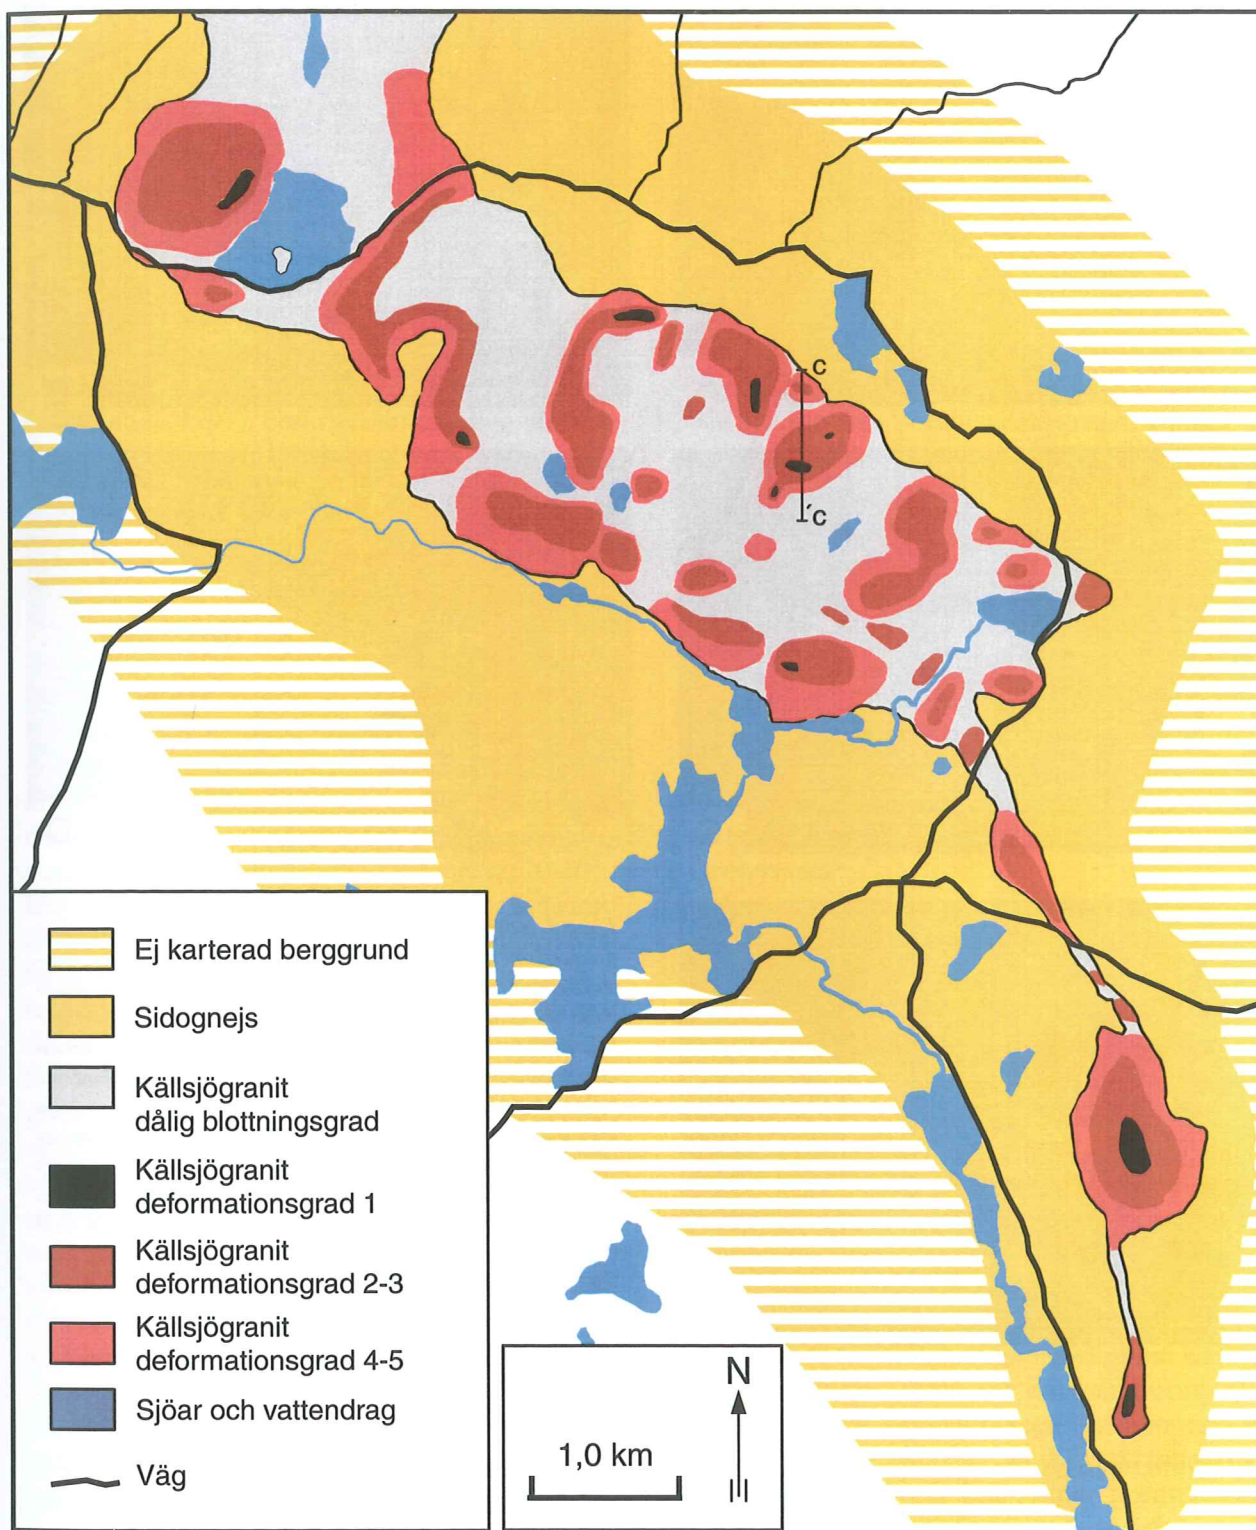 c
´c
Ej karterad berggrund
Sidognejs
Källsjögranit
dålig blottningsgrad
Källsjögranit
deformationsgrad 1
Källsjögranit
deformationsgrad 2-3
Källsjögranit
deformationsgrad 4-5
Sjöar och vattendrag
Väg
N
1,0 km